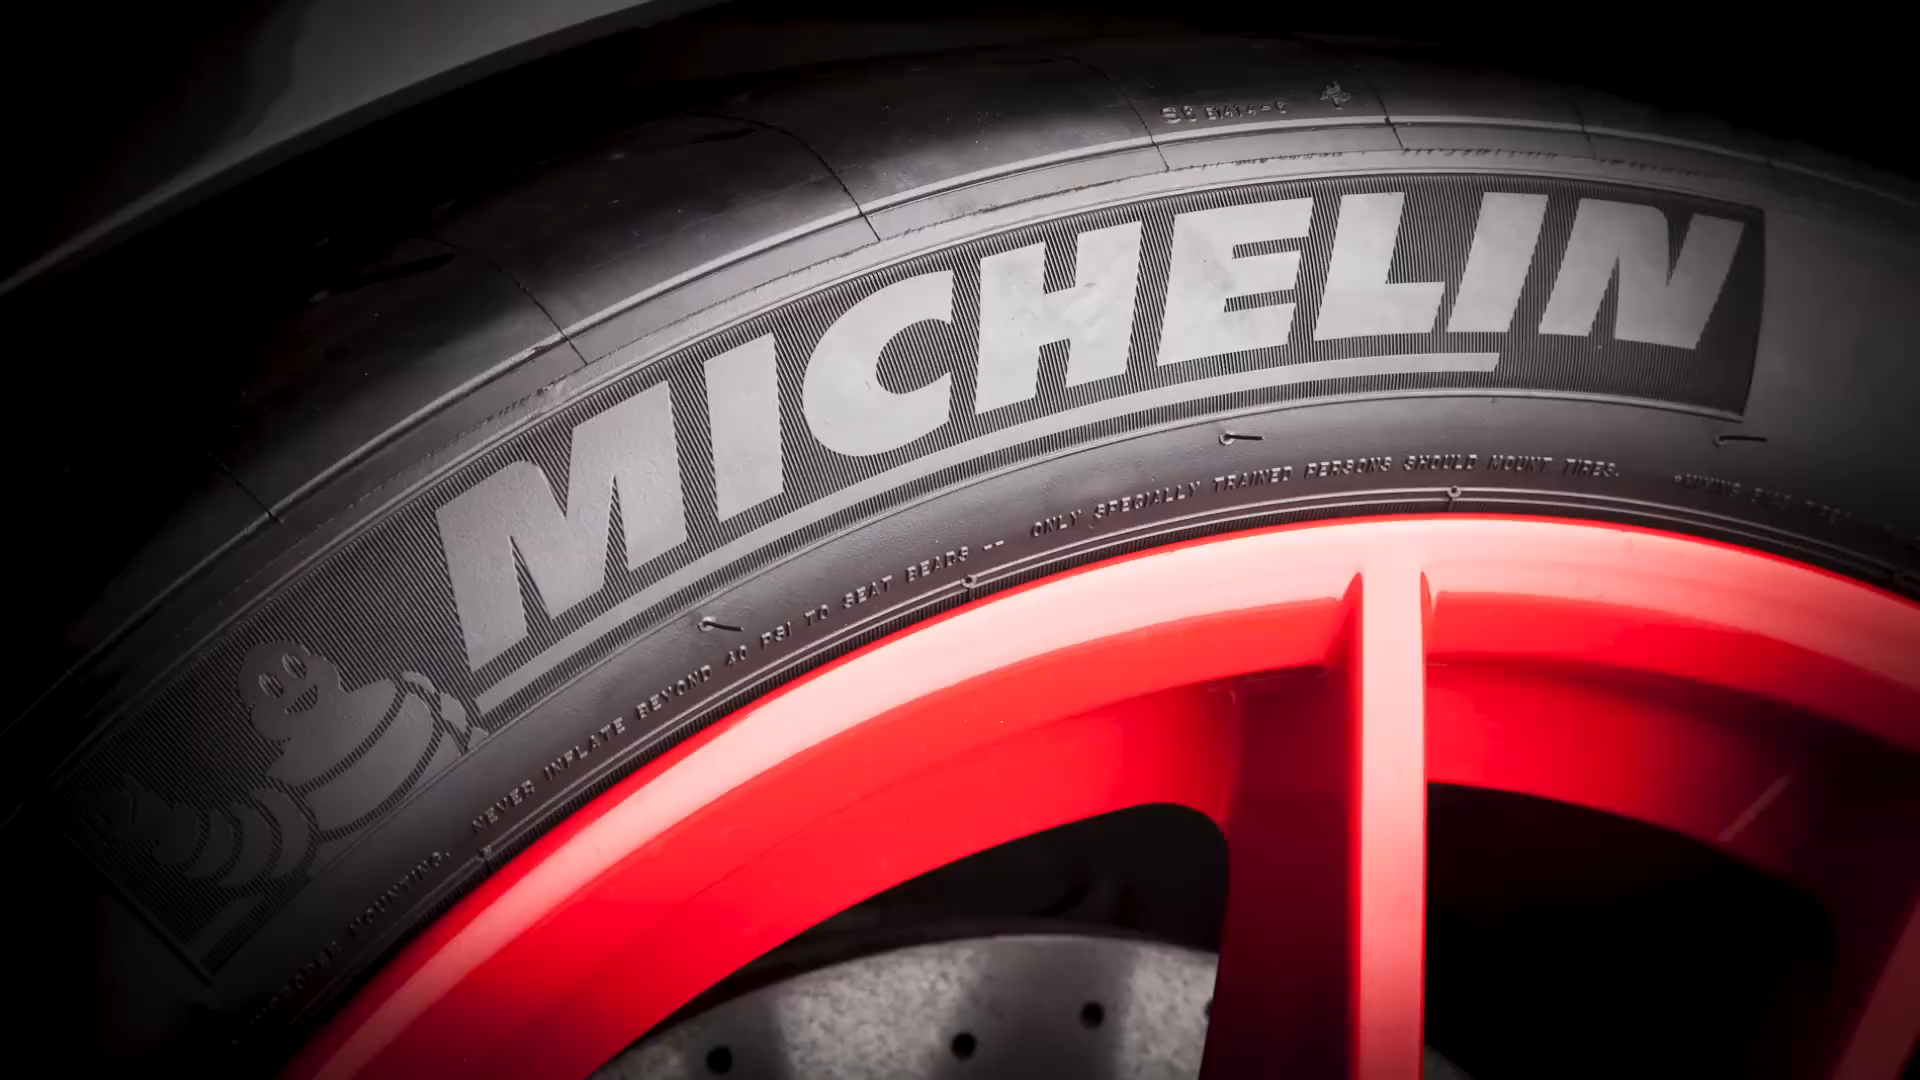 MICHELIN
MOUNTING. NEVER INFLATE BEYOND 40 PSI TO SEAT BEADS -- ONLY SPECIALLY TRAINED PERSONS SHOULD MOUNT TIRES.